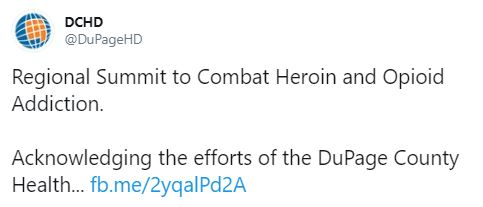 DCHD
@DuPageHD
Regional Summit to Combat Heroin and Opioid
Addiction.
Acknowledging the efforts of the DuPage County
Health... fb.me/2yqalPd2A